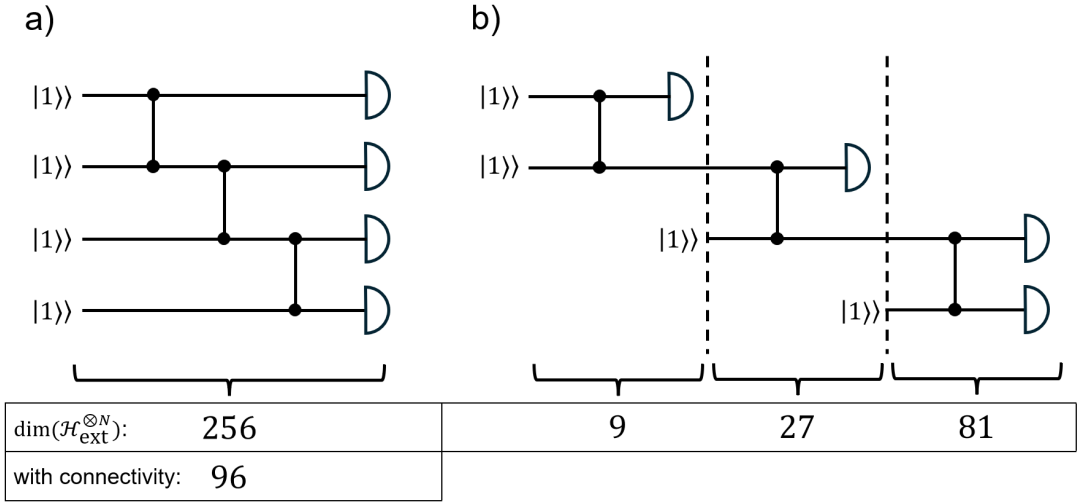 a)
b)
|1⟩⟩
|1⟩⟩
|1⟩⟩
|1⟩⟩
|1⟩⟩
|1⟩⟩
|1⟩⟩
|1⟩⟩
dim(ℋ_ext^⊗N): 256 9 27 81
with connectivity: 96